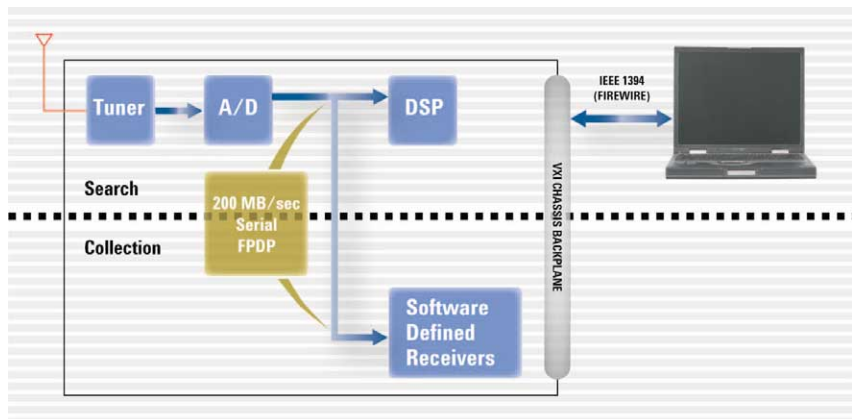 Tuner
A/D
DSP
IEEE 1394
(FIREWIRE)
Search
200 MB/sec
Serial
FPDP
Collection
VXI CHASSIS BACKPLANE
Software
Defined
Receivers